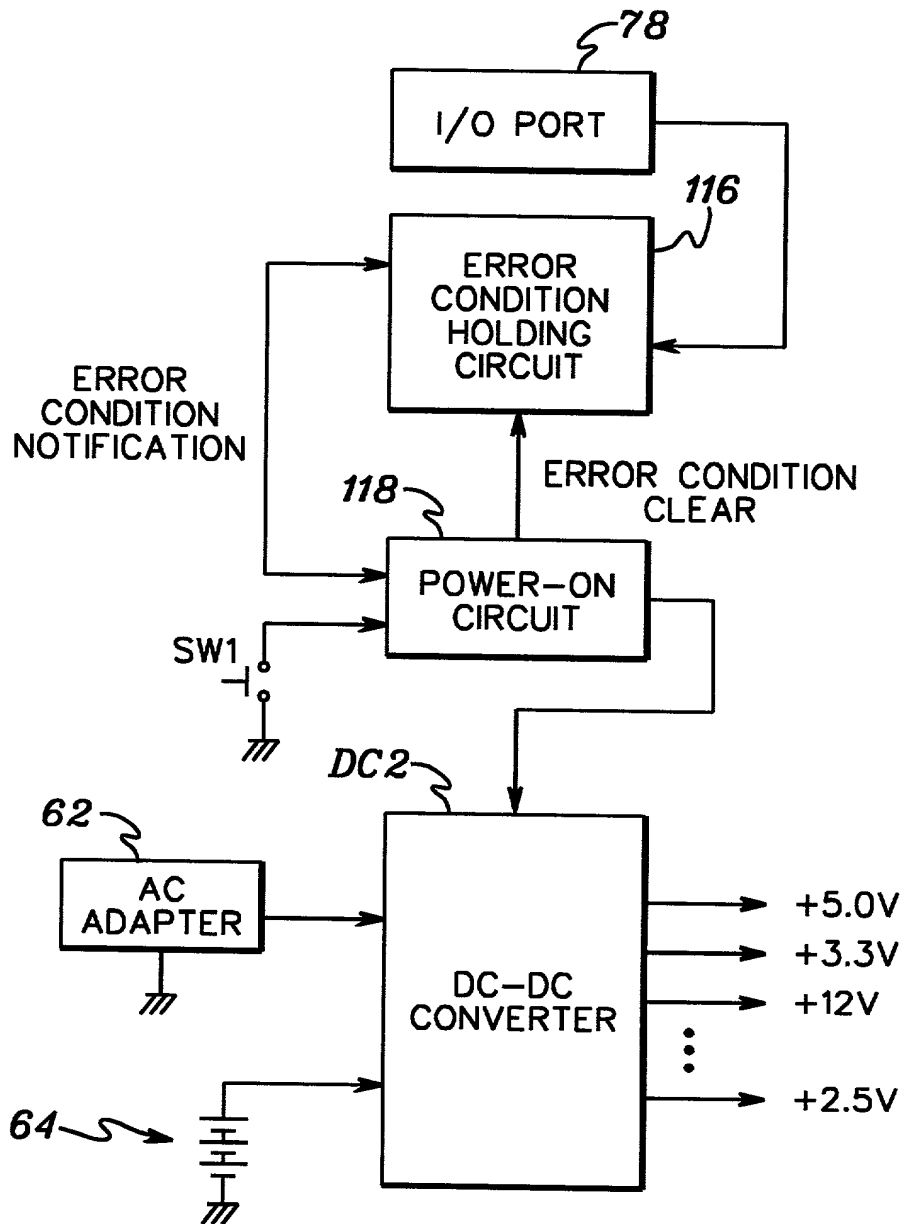 78
I/O PORT
116
ERROR
CONDITION
HOLDING
CIRCUIT
ERROR
CONDITION
NOTIFICATION
ERROR CONDITION
CLEAR
118
POWER-ON
CIRCUIT
SW1
DC2
62
AC
ADAPTER
DC-DC
CONVERTER
+5.0V
+3.3V
+12V
+2.5V
64